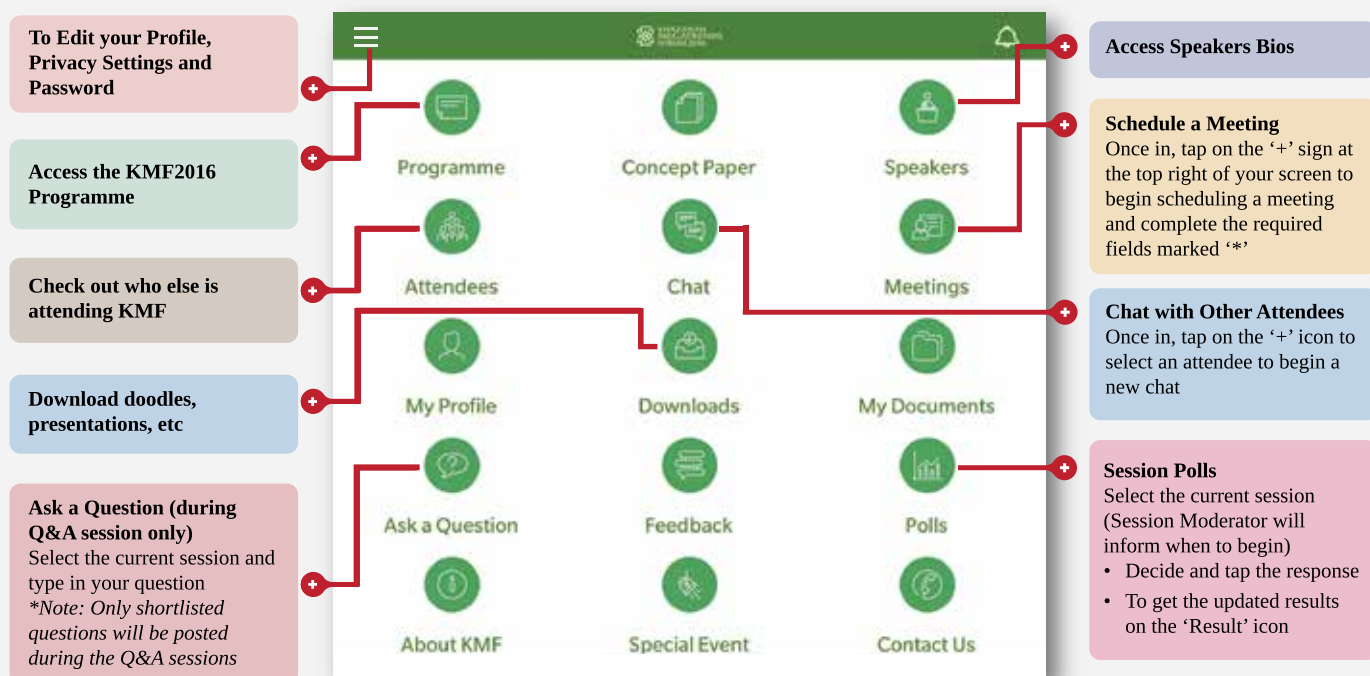 To Edit your Profile,
Privacy Settings and
Password
Access the KMF2016
Programme
Check out who else is
attending KMF
Download doodles,
presentations, etc
Ask a Question (during
Q&A session only)
Select the current session and
type in your question
*Note: Only shortlisted
questions will be posted
during the Q&A sessions
Programme
Concept Paper
Speakers
Attendees
Chat
Meetings
My Profile
Downloads
My Documents
Ask a Question
Feedback
Polls
About KMF
Special Event
Contact Us
Access Speakers Bios
Schedule a Meeting
Once in, tap on the ‘+’ sign at
the top right of your screen to
begin scheduling a meeting
and complete the required
fields marked ‘*’
Chat with Other Attendees
Once in, tap on the ‘+’ icon to
select an attendee to begin a
new chat
Session Polls
Select the current session
(Session Moderator will
inform when to begin)
• Decide and tap the response
• To get the updated results
on the ‘Result’ icon